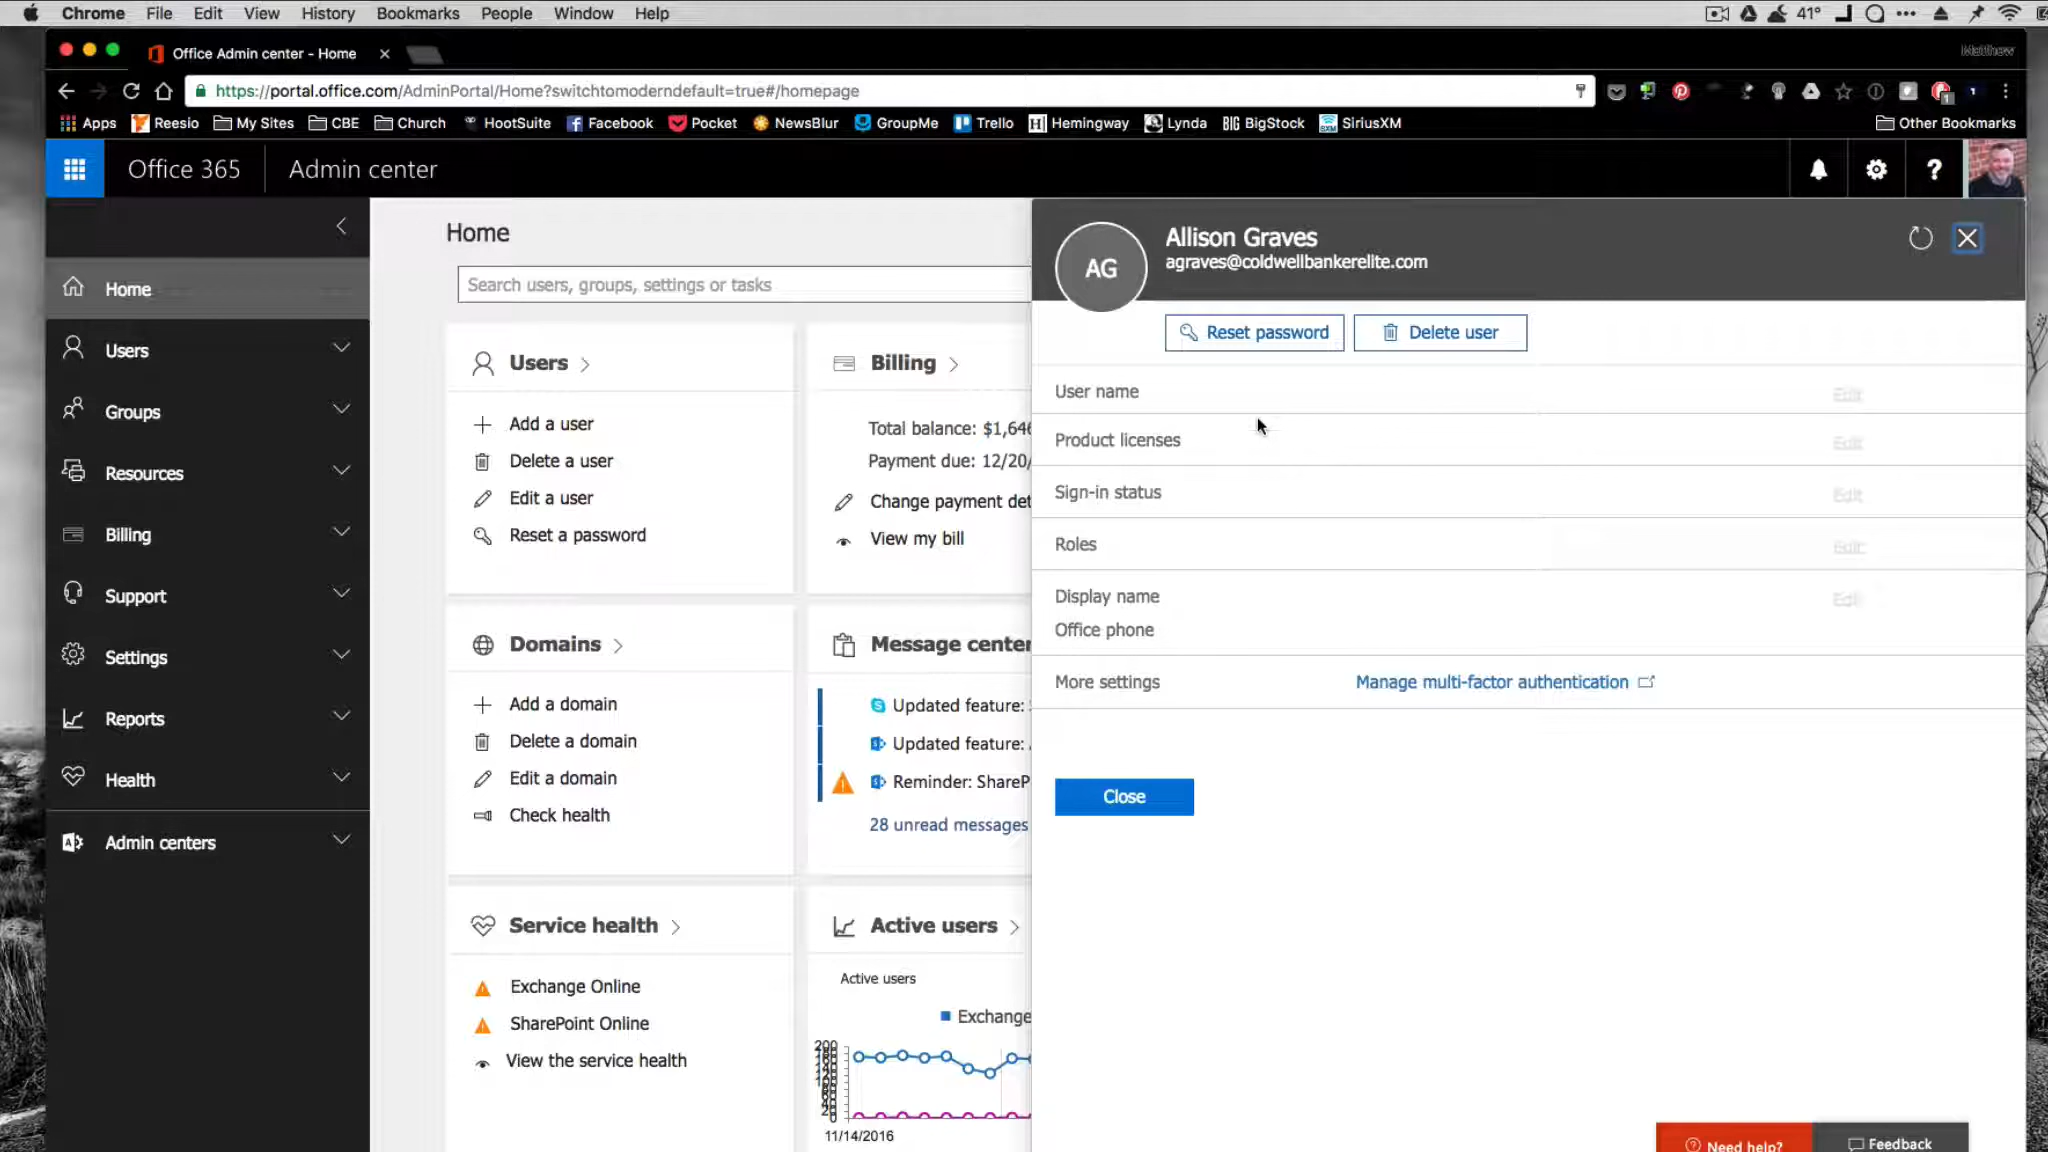 Chrome File Edit View History Bookmarks People Window Help
41°
Office Admin center - Home
Matthew
https://portal.office.com/AdminPortal/Home?switchtomoderndefault=true#/homepage
Apps Reesio My Sites CBE Church HootSuite Facebook Pocket NewsBlur GroupMe Trello Hemingway Lynda BIG BigStock SiriusXM Other Bookmarks
Office 365 Admin center
Home
Users
Groups
Resources
Billing
Support
Settings
Reports
Health
Admin centers
Home
Search users, groups, settings or tasks
Users
Add a user
Delete a user
Edit a user
Reset a password
Billing
Total balance: $1,646
Payment due: 12/20/
Change payment det
View my bill
Domains
Add a domain
Delete a domain
Edit a domain
Check health
Message center
Updated feature:
Updated feature:
Reminder: ShareP
28 unread messages
Service health
Exchange Online
SharePoint Online
View the service health
Active users
Active users
Exchange
200
11/14/2016
AG
Allison Graves
agraves@coldwellbankerelite.com
Reset password
Delete user
User name Edit
Product licenses Edit
Sign-in status Edit
Roles Edit
Display name Edit
Office phone
More settings Manage multi-factor authentication
Close
Need help?
Feedback